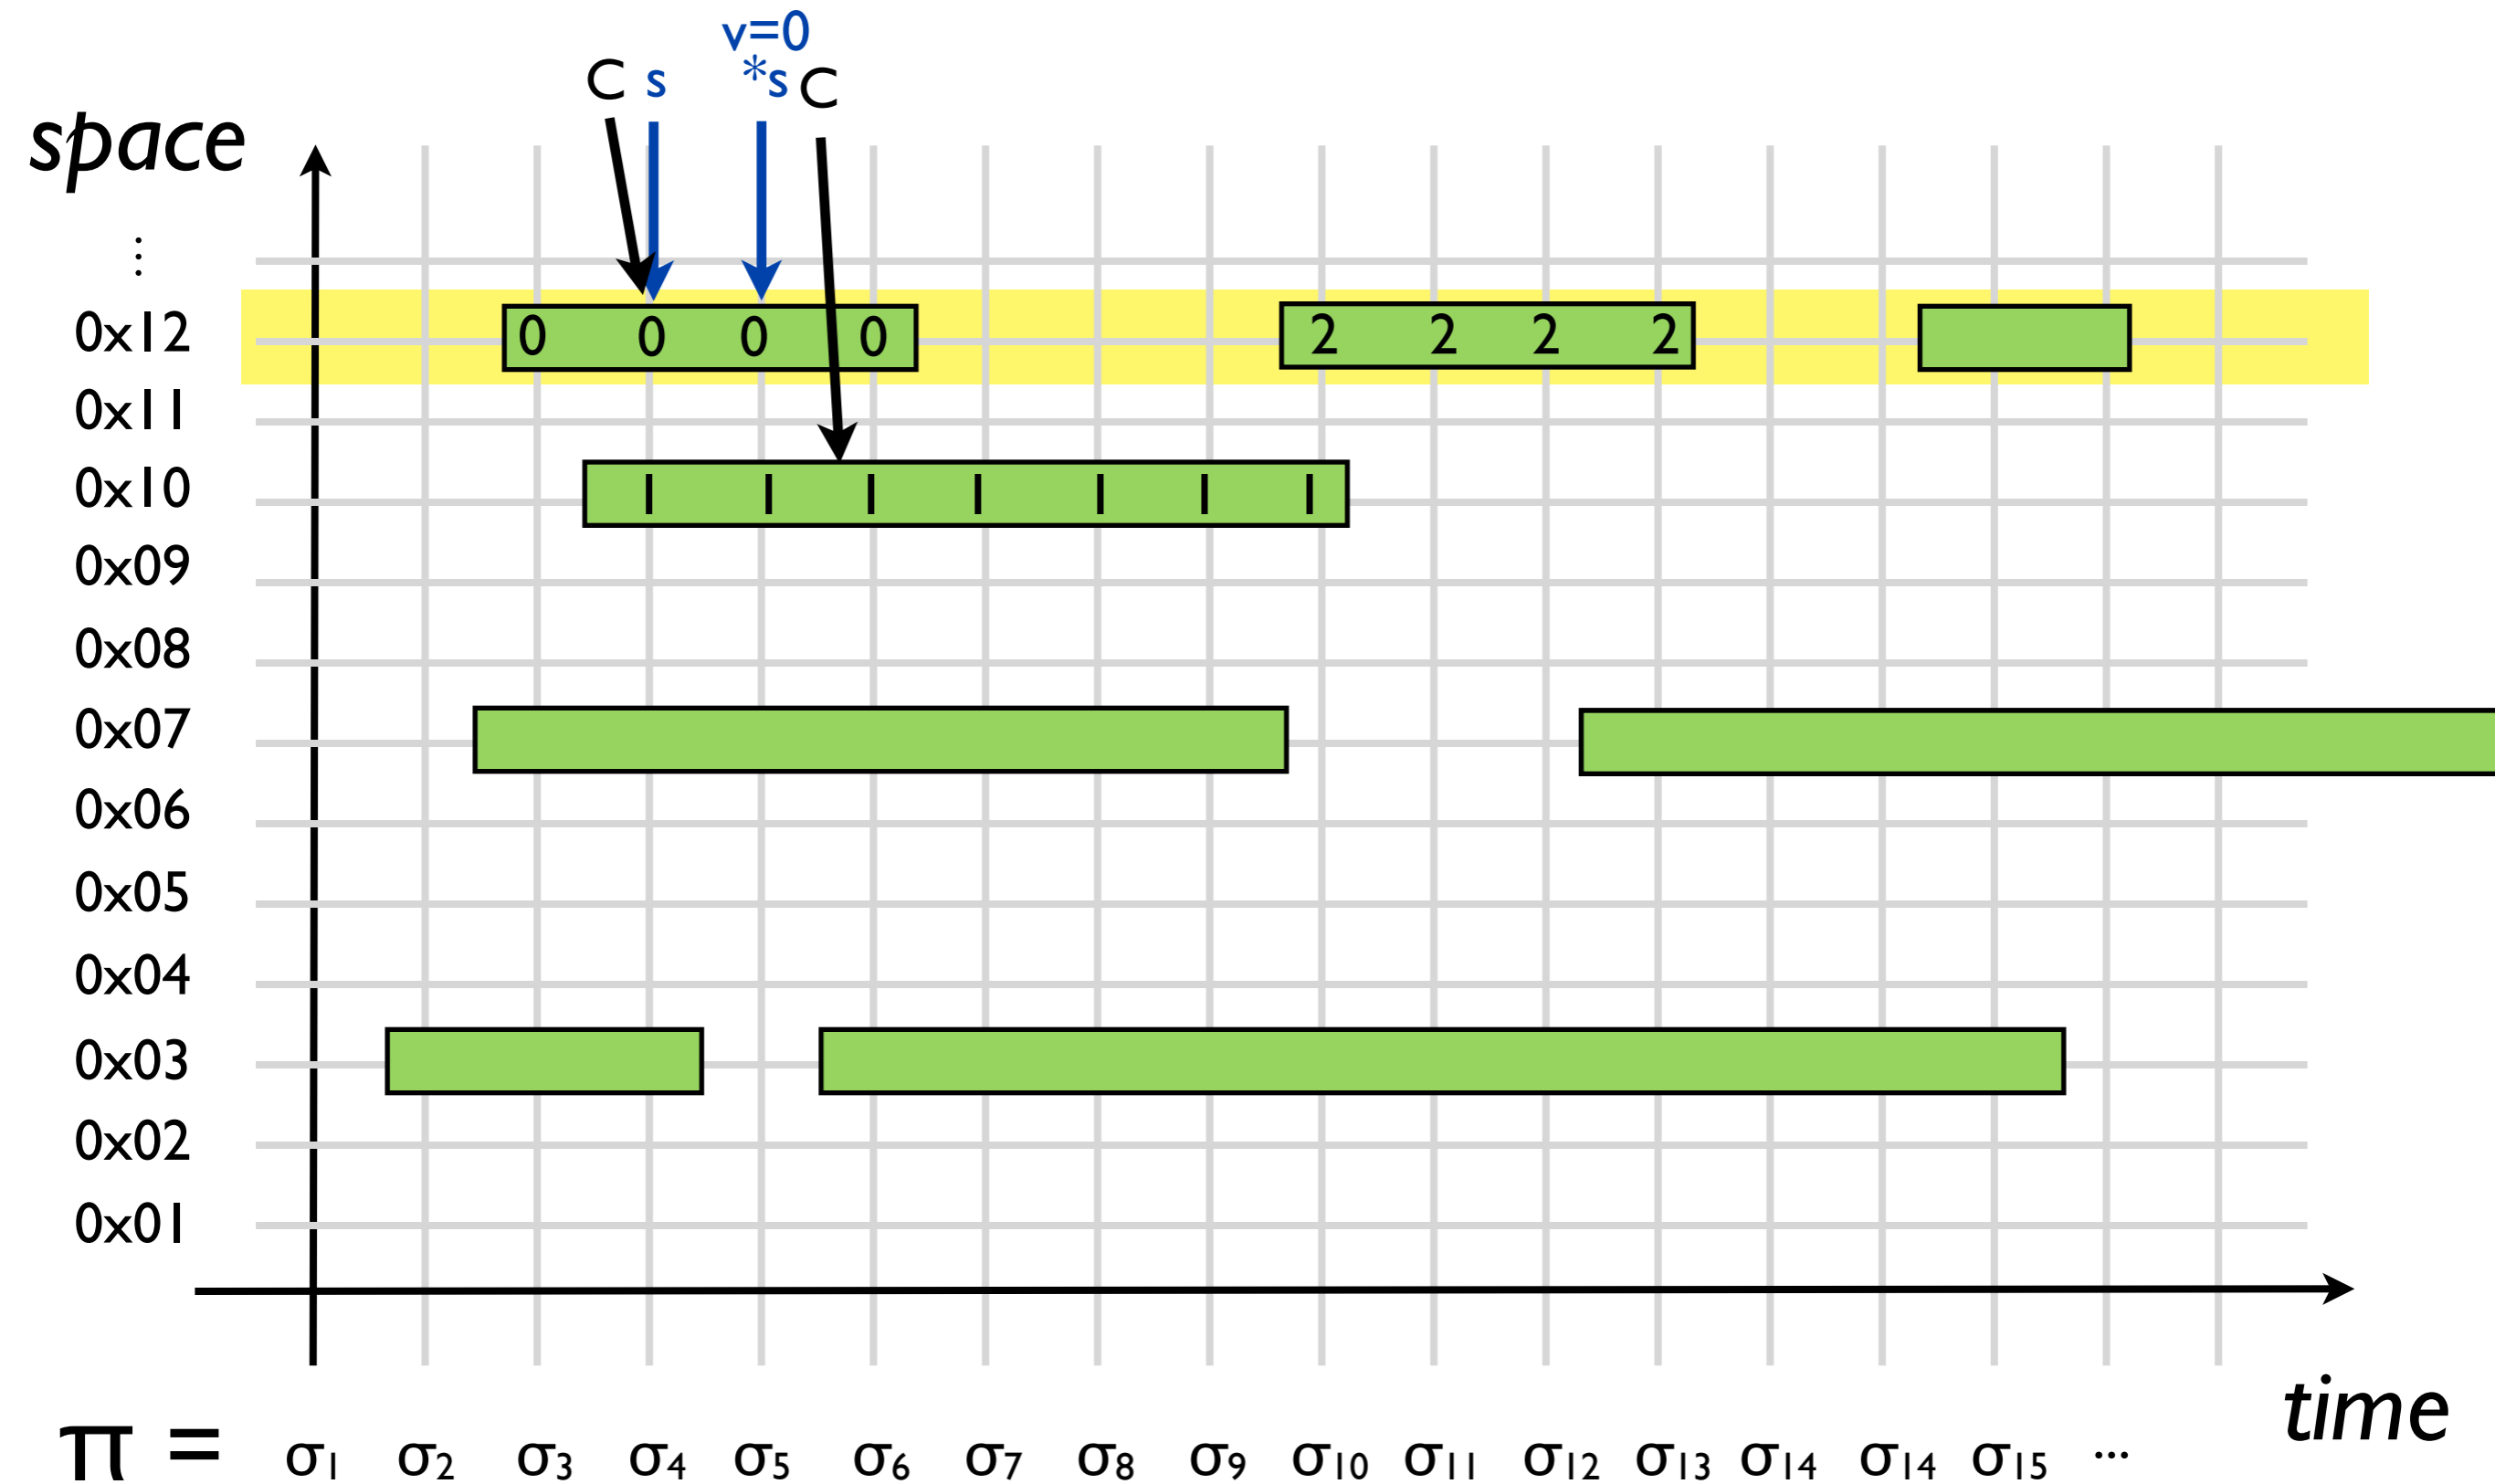 v=0
C s *s C
space
⋮
0x12 0 0 0 0 2 2 2 2
0x11
0x10 1 1 1 1 1 1 1
0x09
0x08
0x07
0x06
0x05
0x04
0x03
0x02
0x01
time
π = σ1 σ2 σ3 σ4 σ5 σ6 σ7 σ8 σ9 σ10 σ11 σ12 σ13 σ14 σ14 σ15 ...